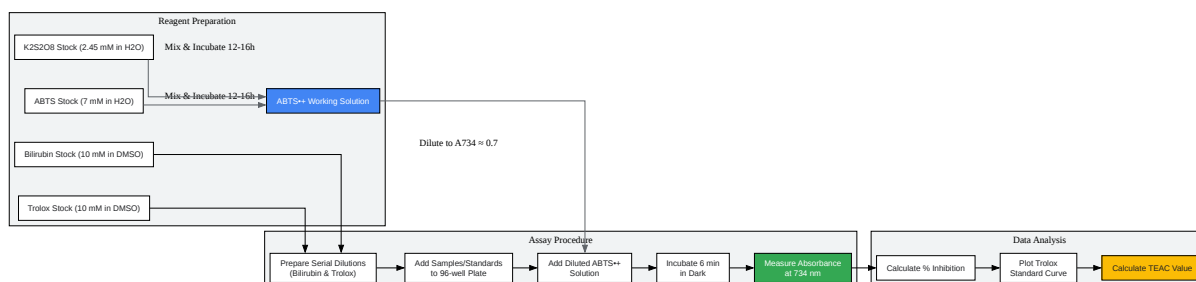 Reagent Preparation
K2S2O8 Stock (2.45 mM in H2O)
Mix & Incubate 12-16h
Mix & Incubate 12-16h
ABTS Stock (7 mM in H2O)
ABTS•+ Working Solution
Bilirubin Stock (10 mM in DMSO)
Dilute to A734 ≈ 0.7
Trolox Stock (10 mM in DMSO)
Assay Procedure
Prepare Serial Dilutions
(Bilirubin & Trolox)
Add Samples/Standards
to 96-well Plate
Add Diluted ABTS•+
Solution
Incubate 6 min
in Dark
Measure Absorbance
at 734 nm
Data Analysis
Calculate % Inhibition
Plot Trolox
Standard Curve
Calculate TEAC Value